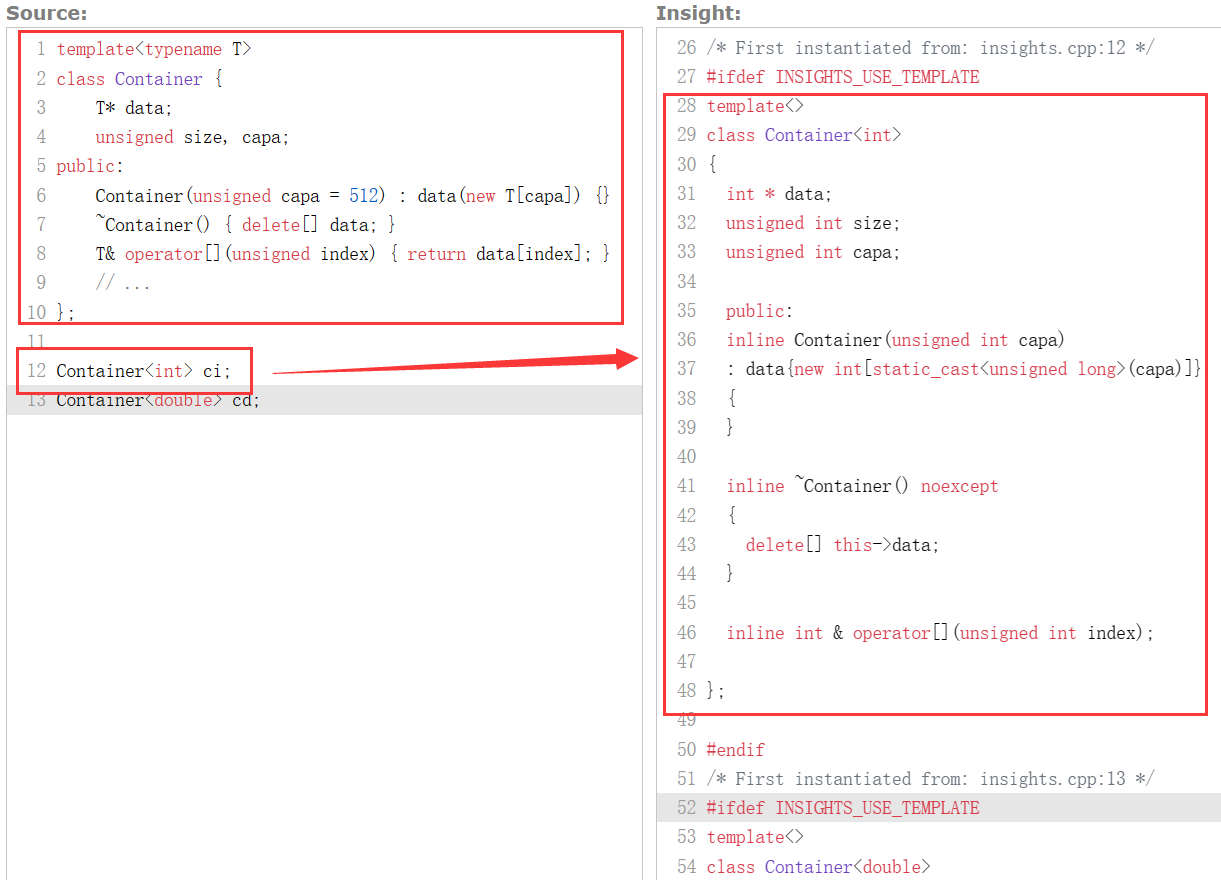 Source:
1 template<typename T>
2 class Container {
3     T* data;
4     unsigned size, capa;
5 public:
6     Container(unsigned capa = 512) : data(new T[capa]) {}
7     ~Container() { delete[] data; }
8     T& operator[](unsigned index) { return data[index]; }
9     // ...
10 };
11
12 Container<int> ci;
13 Container<double> cd;
Insight:
26 /* First instantiated from: insights.cpp:12 */
27 #ifdef INSIGHTS_USE_TEMPLATE
28 template<>
29 class Container<int>
30 {
31   int * data;
32   unsigned int size;
33   unsigned int capa;
34
35   public:
36   inline Container(unsigned int capa)
37   : data{new int[static_cast<unsigned long>(capa)]}
38   {
39   }
40
41   inline ~Container() noexcept
42   {
43     delete[] this->data;
44   }
45
46   inline int & operator[](unsigned int index);
47
48 };
49
50 #endif
51 /* First instantiated from: insights.cpp:13 */
52 #ifdef INSIGHTS_USE_TEMPLATE
53 template<>
54 class Container<double>